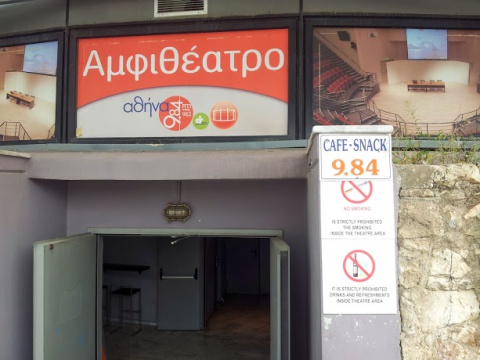 Αμφιθέατρο
αθήνα
9.84
CAFE - SNACK
9.84
NO SMOKING
IS STRICTLY PROHIBITED
THE SMOKING
INSIDE THE THEATRE AREA
IT IS STRICTLY PROHIBITED
DRINKS AND REFRESHMENTS
INSIDE THEATRE AREA